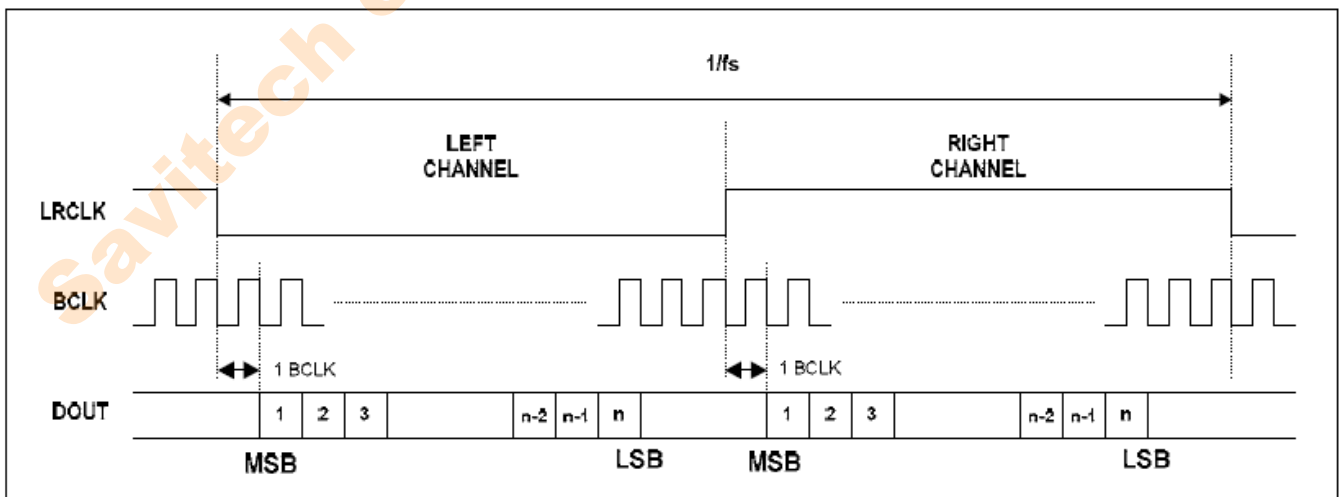 Savitech
1/fs
LEFT
CHANNEL
RIGHT
CHANNEL
LRCLK
BCLK
1 BCLK
1 BCLK
DOUT
1 2 3 n-2 n-1 n 1 2 3 n-2 n-1 n
MSB LSB MSB LSB